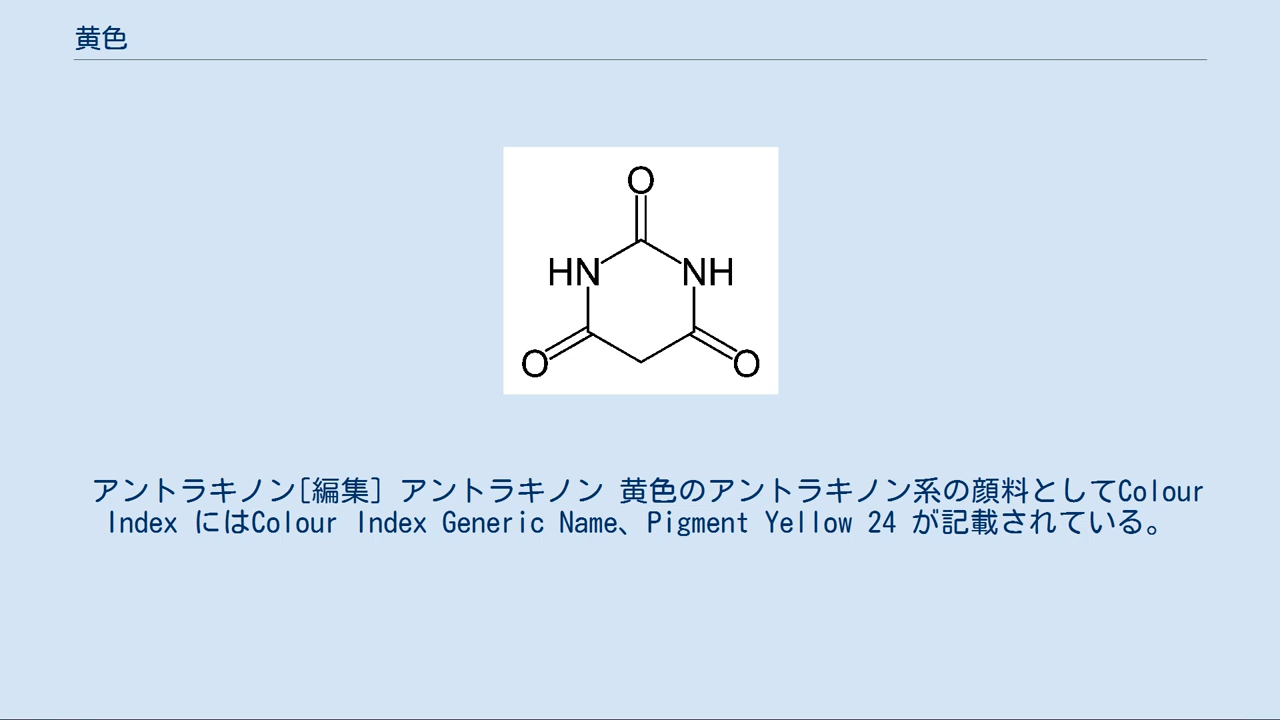 黄色
O
HN NH
O O
アントラキノン[編集] アントラキノン 黄色のアントラキノン系の顔料としてColour
Index にはColour Index Generic Name、Pigment Yellow 24 が記載されている。